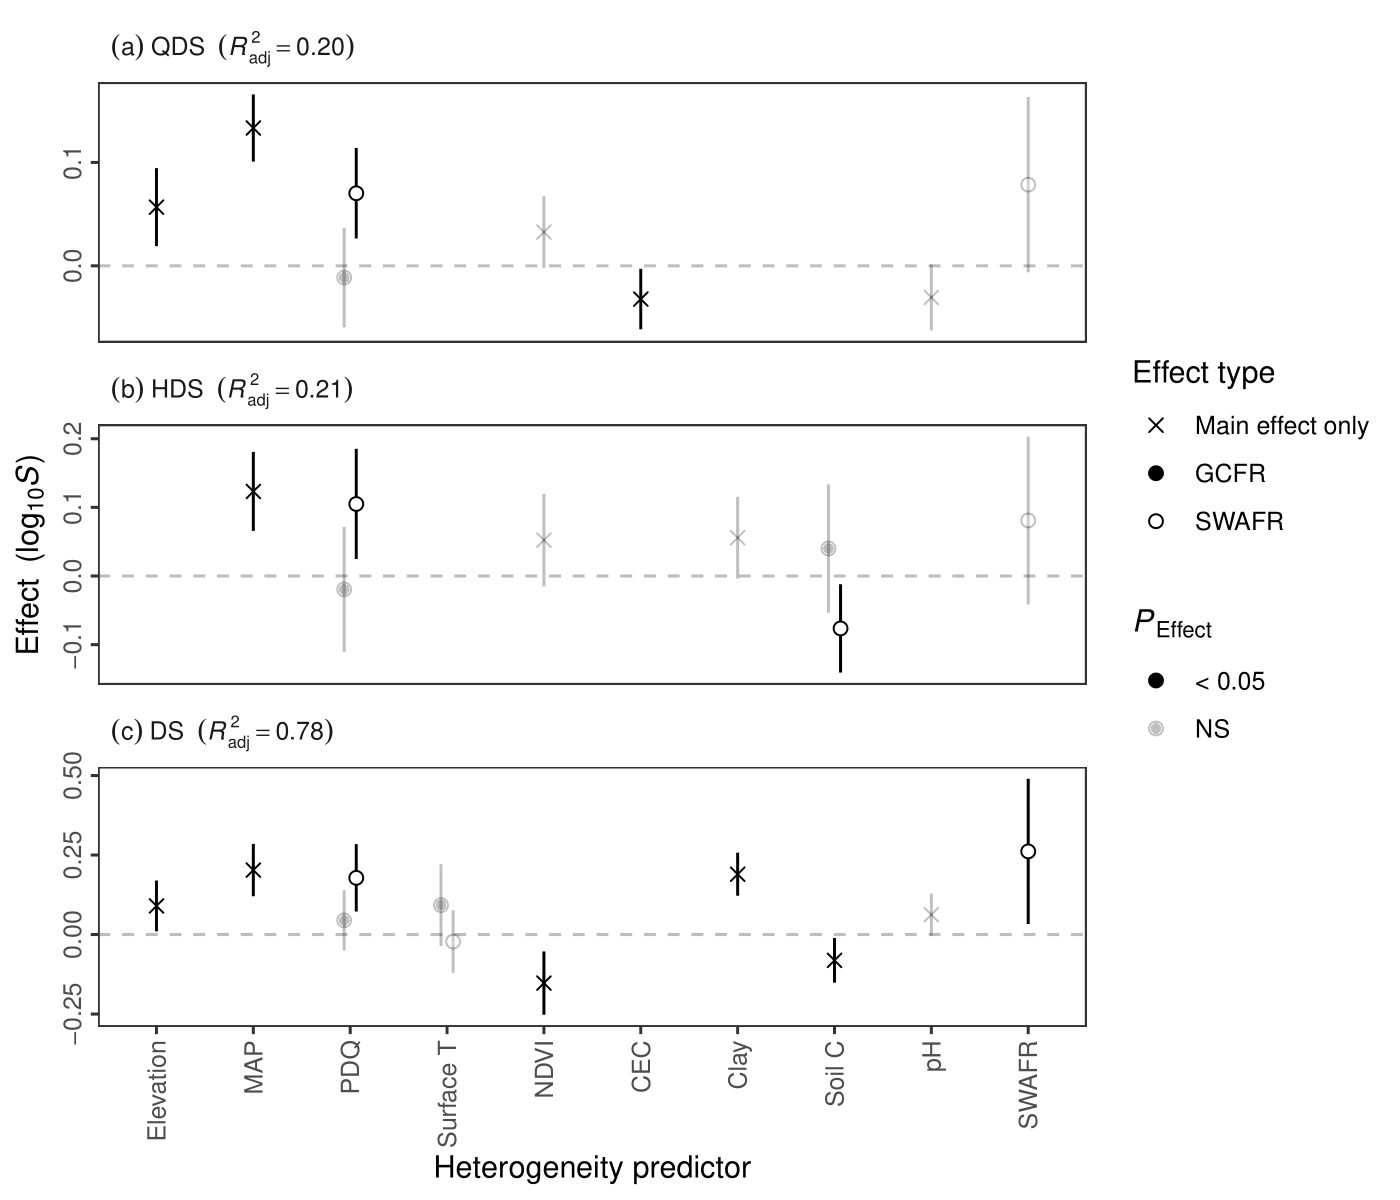 (a) QDS (R²adj = 0.20)
0.1
0.0
(b) HDS (R²adj = 0.21)
0.2
0.1
0.0
−0.1
(c) DS (R²adj = 0.78)
0.50
0.25
0.00
−0.25
Effect (log₁₀S)
Elevation
MAP
PDQ
Surface T
NDVI
CEC
Clay
Soil C
pH
SWAFR
Heterogeneity predictor
Effect type
Main effect only
GCFR
SWAFR
P Effect
< 0.05
NS